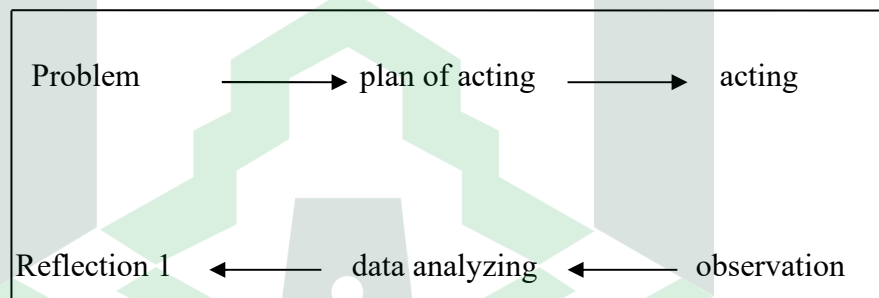 Problem plan of acting acting
Reflection 1 data analyzing observation